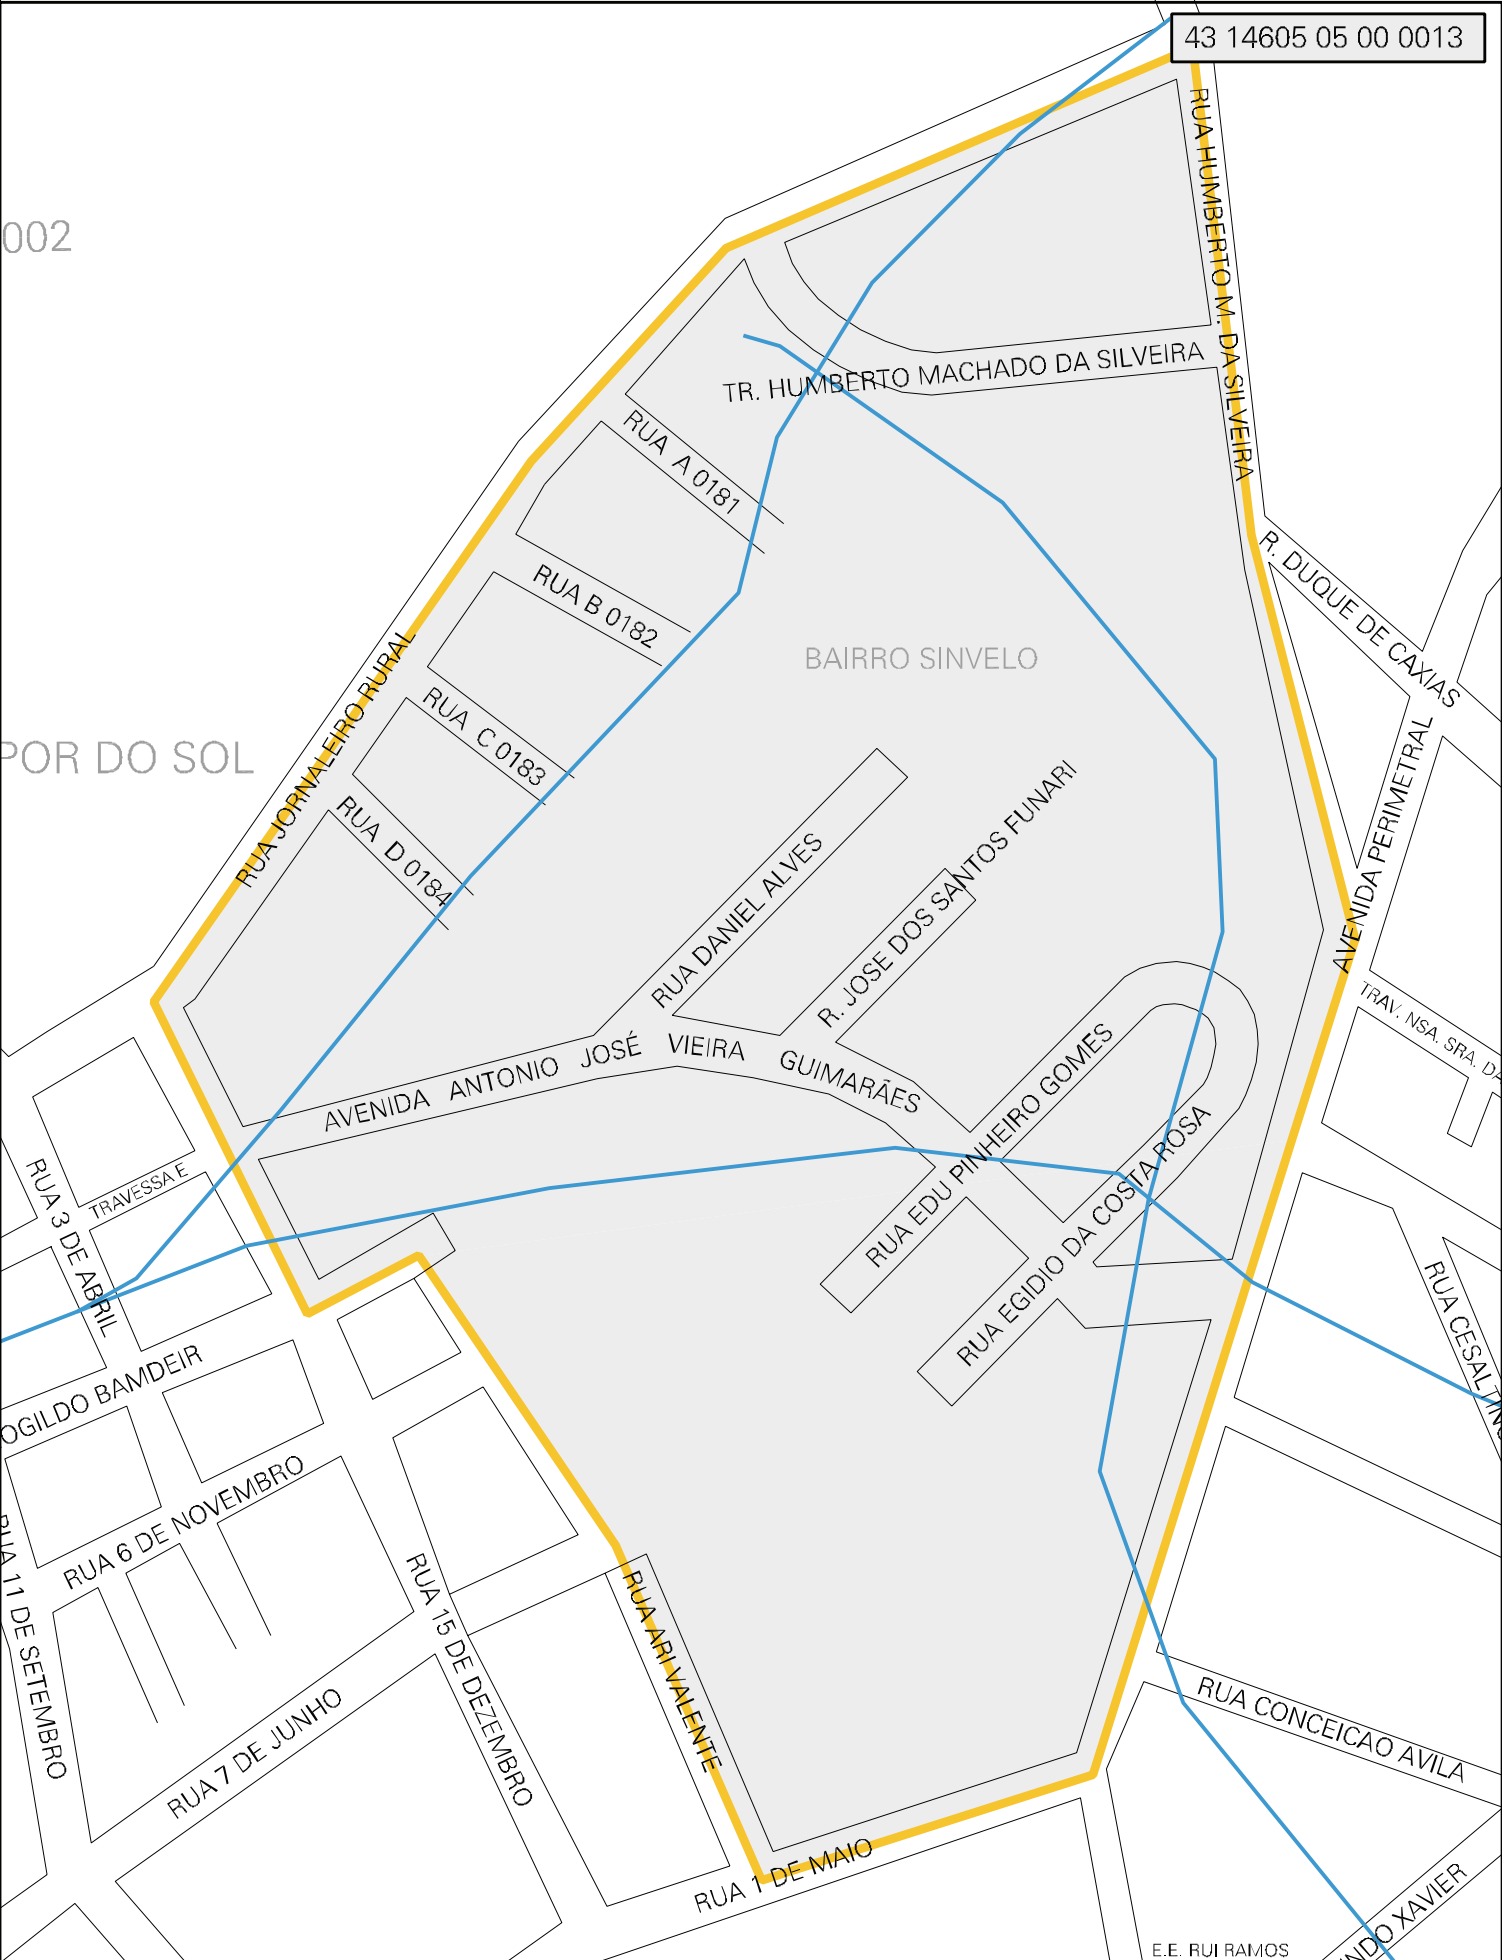 43 14605 05 00 0013
RUA HUMBERTO M. DA SILVEIRA
002
TR. HUMBERTO MACHADO DA SILVEIRA
RUA A 0181
R. DUQUE DE CAXIAS
RUA B 0182
BAIRRO SINVELO
RUA JORNALEIRO RURAL
RUA C 0183
POR DO SOL
AVENIDA PERIMETRAL
RUA D 0184
RUA DANIEL ALVES
R. JOSE DOS SANTOS FUNARI
TRAV. NSA. SRA. DA
AVENIDA ANTONIO JOSÉ VIEIRA GUIMARÃES
RUA EDU PINHEIRO GOMES
RUA EGIDIO DA COSTA ROSA
TRAVESSA E
RUA 3 DE ABRIL
RUA CESALTINO
OGILDO BAMDEIR
RUA 6 DE NOVEMBRO
RUA 11 DE SETEMBRO
RUA 15 DE DEZEMBRO
RUA ARI VALENTE
RUA 7 DE JUNHO
RUA CONCEICAO AVILA
RUA 1 DE MAIO
NDO XAVIER
E.E. RUI RAMOS